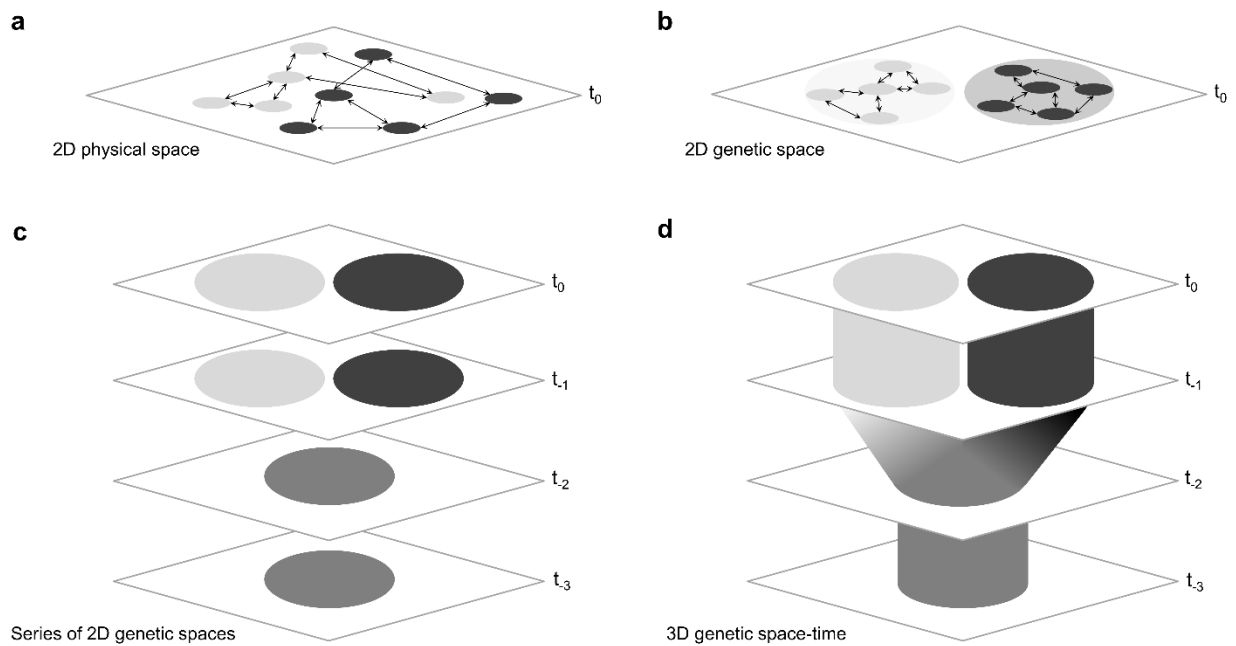 a
t₀
2D physical space
b
t₀
2D genetic space
c
t₀
t₋₁
t₋₂
t₋₃
Series of 2D genetic spaces
d
t₀
t₋₁
t₋₂
t₋₃
3D genetic space-time